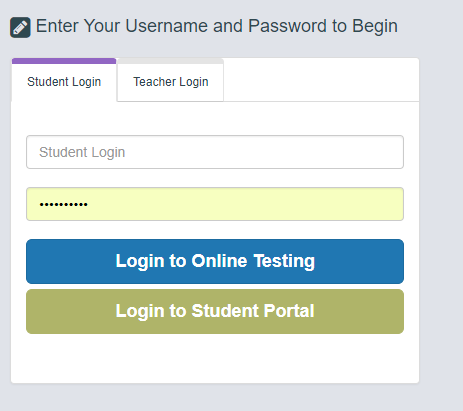 Enter Your Username and Password to Begin
Student Login Teacher Login
Student Login
••••••••••
Login to Online Testing
Login to Student Portal